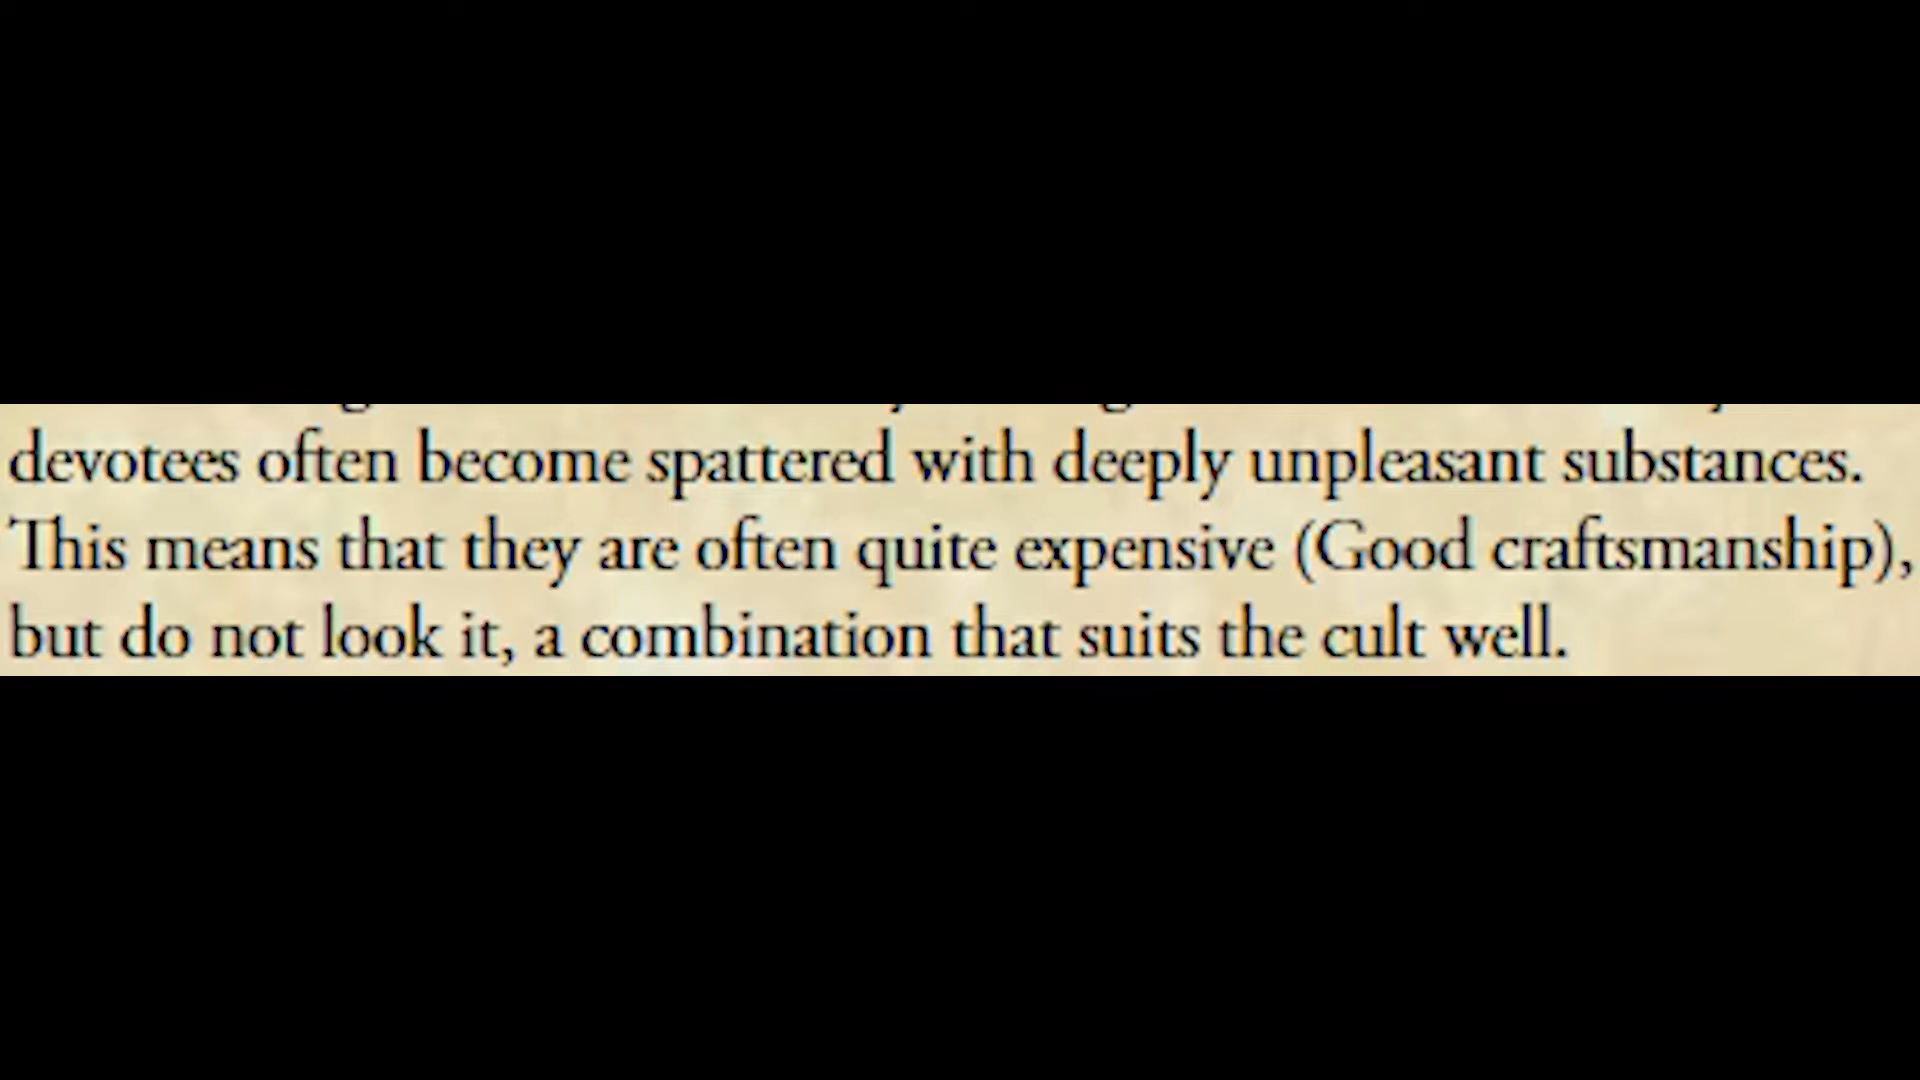 devotees often become spattered with deeply unpleasant substances.
This means that they are often quite expensive (Good craftsmanship),
but do not look it, a combination that suits the cult well.